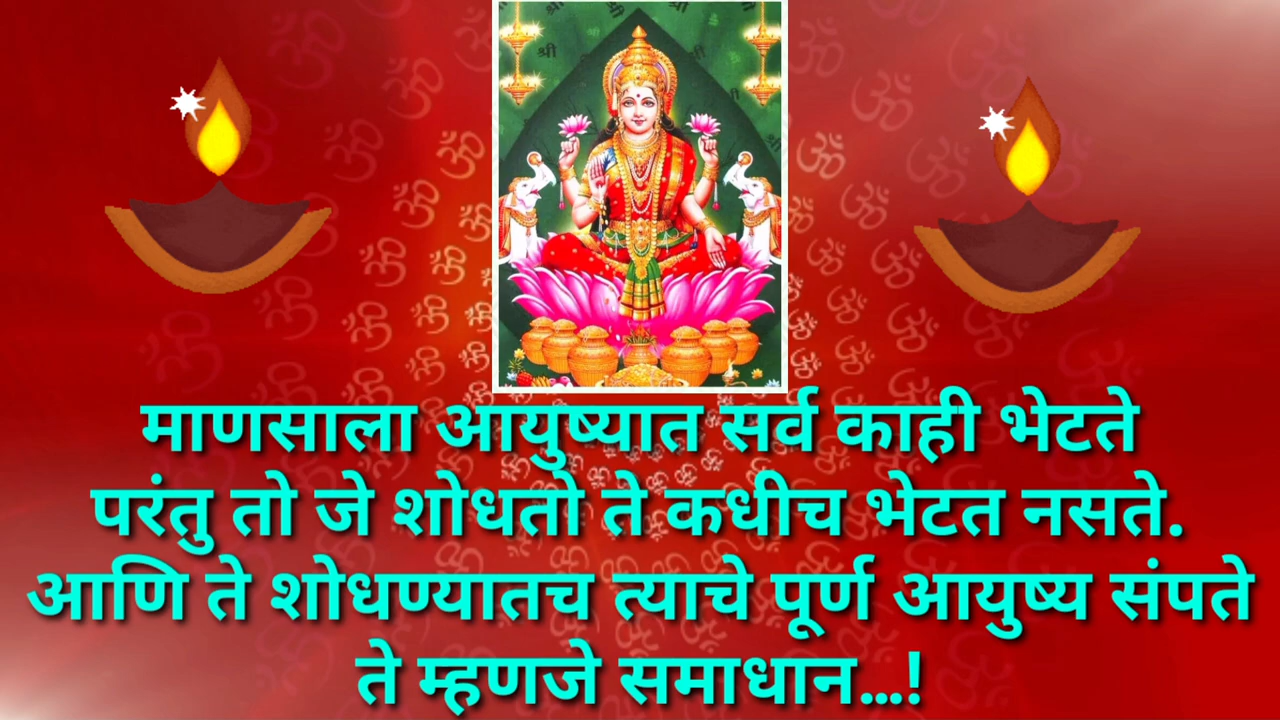 माणसाला आयुष्यात सर्व काही भेटते
परंतु तो जे शोधतो ते कधीच भेटत नसते.
आणि ते शोधण्यातच त्याचे पूर्ण आयुष्य संपते
ते म्हणजे समाधान...!
श्री
ॐ